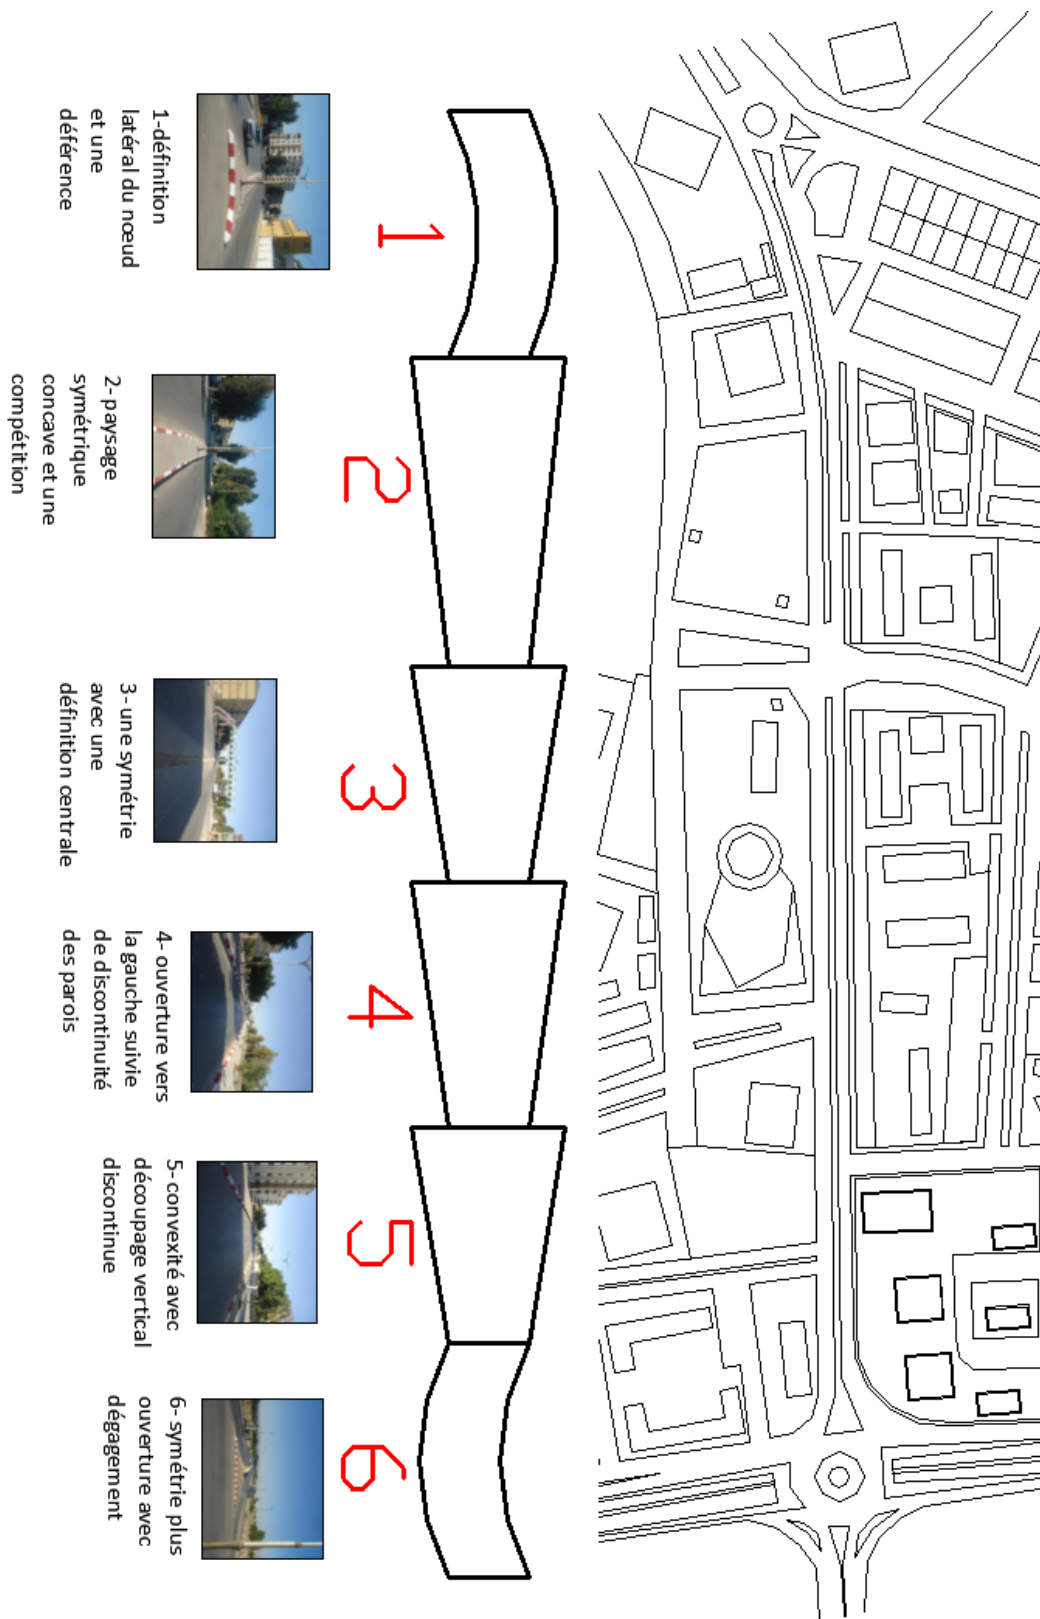 1
2
3
4
5
6
1-définition
latéral du nœud
et une
déférence
2- paysage
symétrique
concave et une
compétition
3- une symétrie
avec une
définition centrale
4- ouverture vers
la gauche suivie
de discontinuité
des parois
5- convexité avec
découpage vertical
discontinue
6- symétrie plus
ouverture avec
dégagement